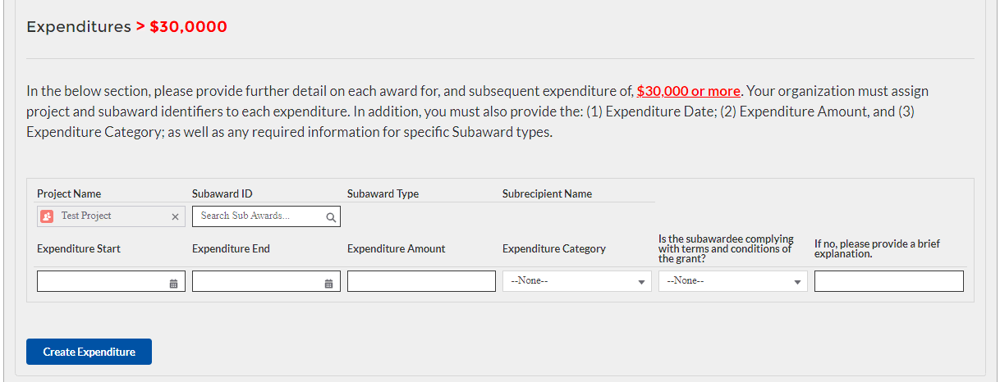 Expenditures > $30,0000
In the below section, please provide further detail on each award for, and subsequent expenditure of, $30,000 or more. Your organization must assign
project and subaward identifiers to each expenditure. In addition, you must also provide the: (1) Expenditure Date; (2) Expenditure Amount, and (3)
Expenditure Category; as well as any required information for specific Subaward types.
Project Name Subaward ID Subaward Type Subrecipient Name
Test Project × Search Sub Awards...
Expenditure Start Expenditure End Expenditure Amount Expenditure Category
Is the subawardee complying
with terms and conditions of
the grant?
If no, please provide a brief
explanation.
--None-- --None--
Create Expenditure